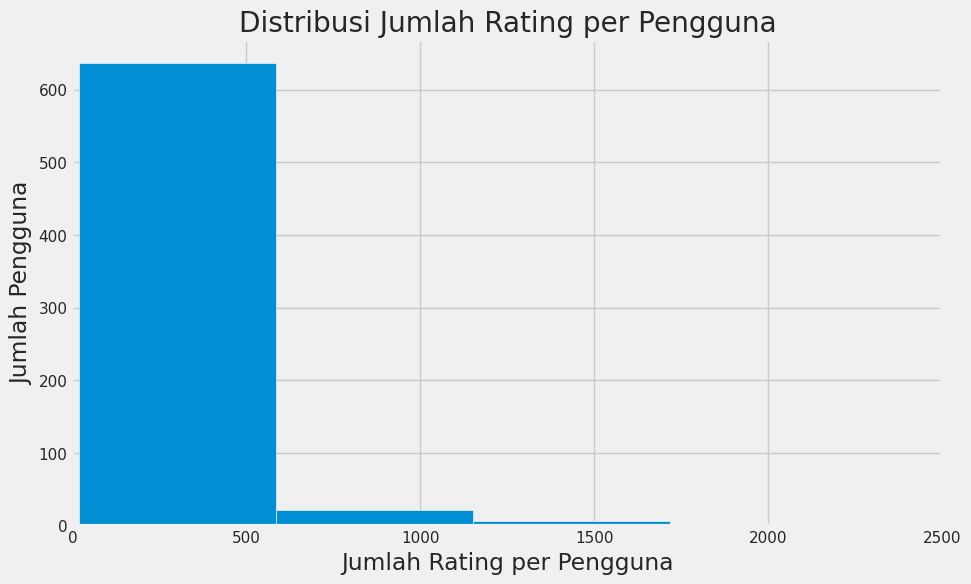 Distribusi Jumlah Rating per Pengguna
Jumlah Pengguna
600
500
400
300
200
100
0
0 500 1000 1500 2000 2500
Jumlah Rating per Pengguna